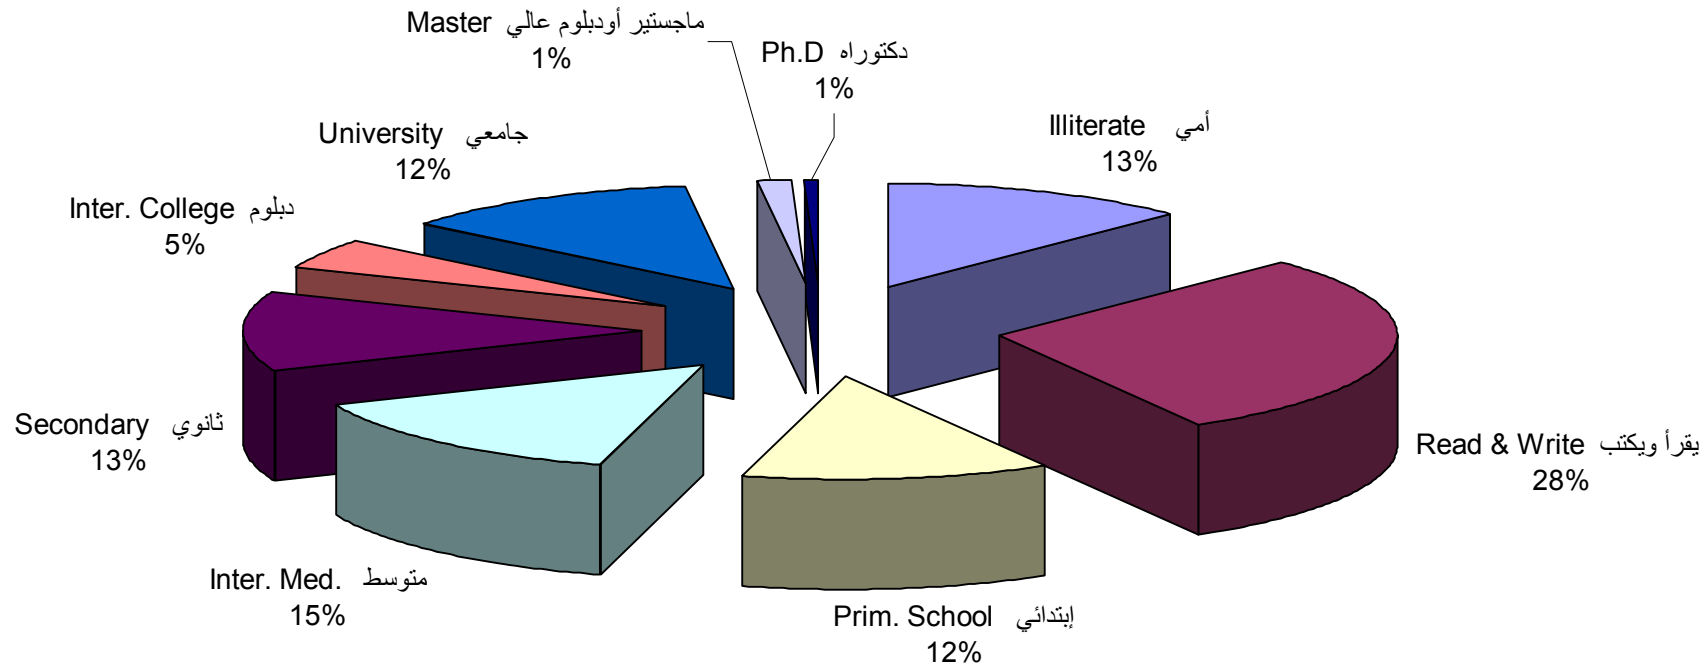 Master ماجستير أودبلوم عالي
1%
Ph.D دكتوراه
1%
Illiterate أمي
13%
University جامعي
12%
Inter. College دبلوم
5%
Secondary ثانوي
13%
Read & Write يقرأ ويكتب
28%
Inter. Med. متوسط
15%
Prim. School إبتدائي
12%